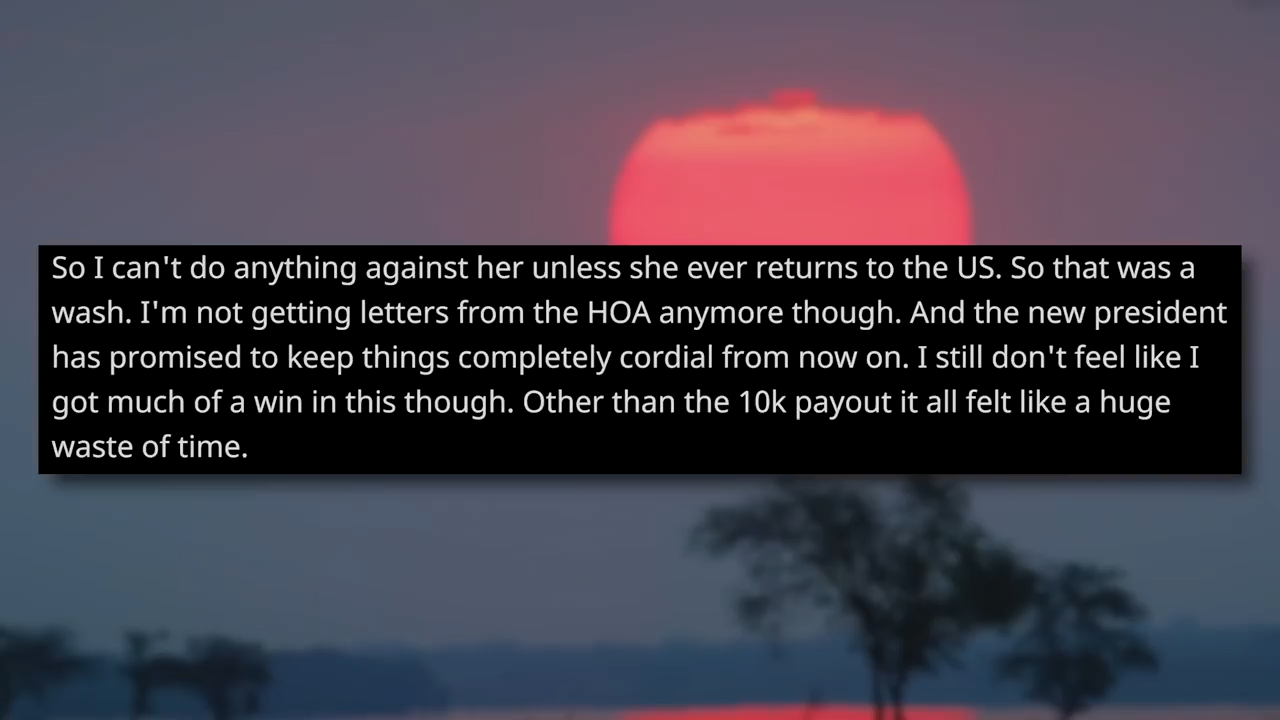 So I can't do anything against her unless she ever returns to the US. So that was a
wash. I'm not getting letters from the HOA anymore though. And the new president
has promised to keep things completely cordial from now on. I still don't feel like I
got much of a win in this though. Other than the 10k payout it all felt like a huge
waste of time.